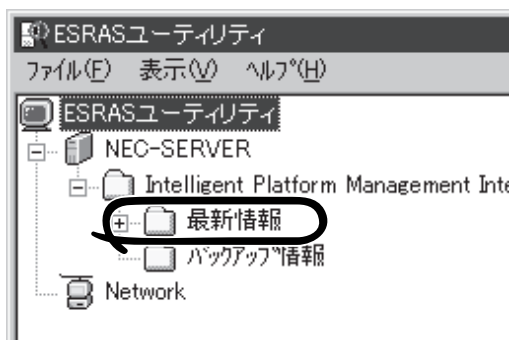 ESRASユーティリティ
ファイル(F) 表示(V) ヘルプ(H)
ESRASユーティリティ
NEC-SERVER
Intelligent Platform Management Inte
最新情報
バックアップ情報
Network